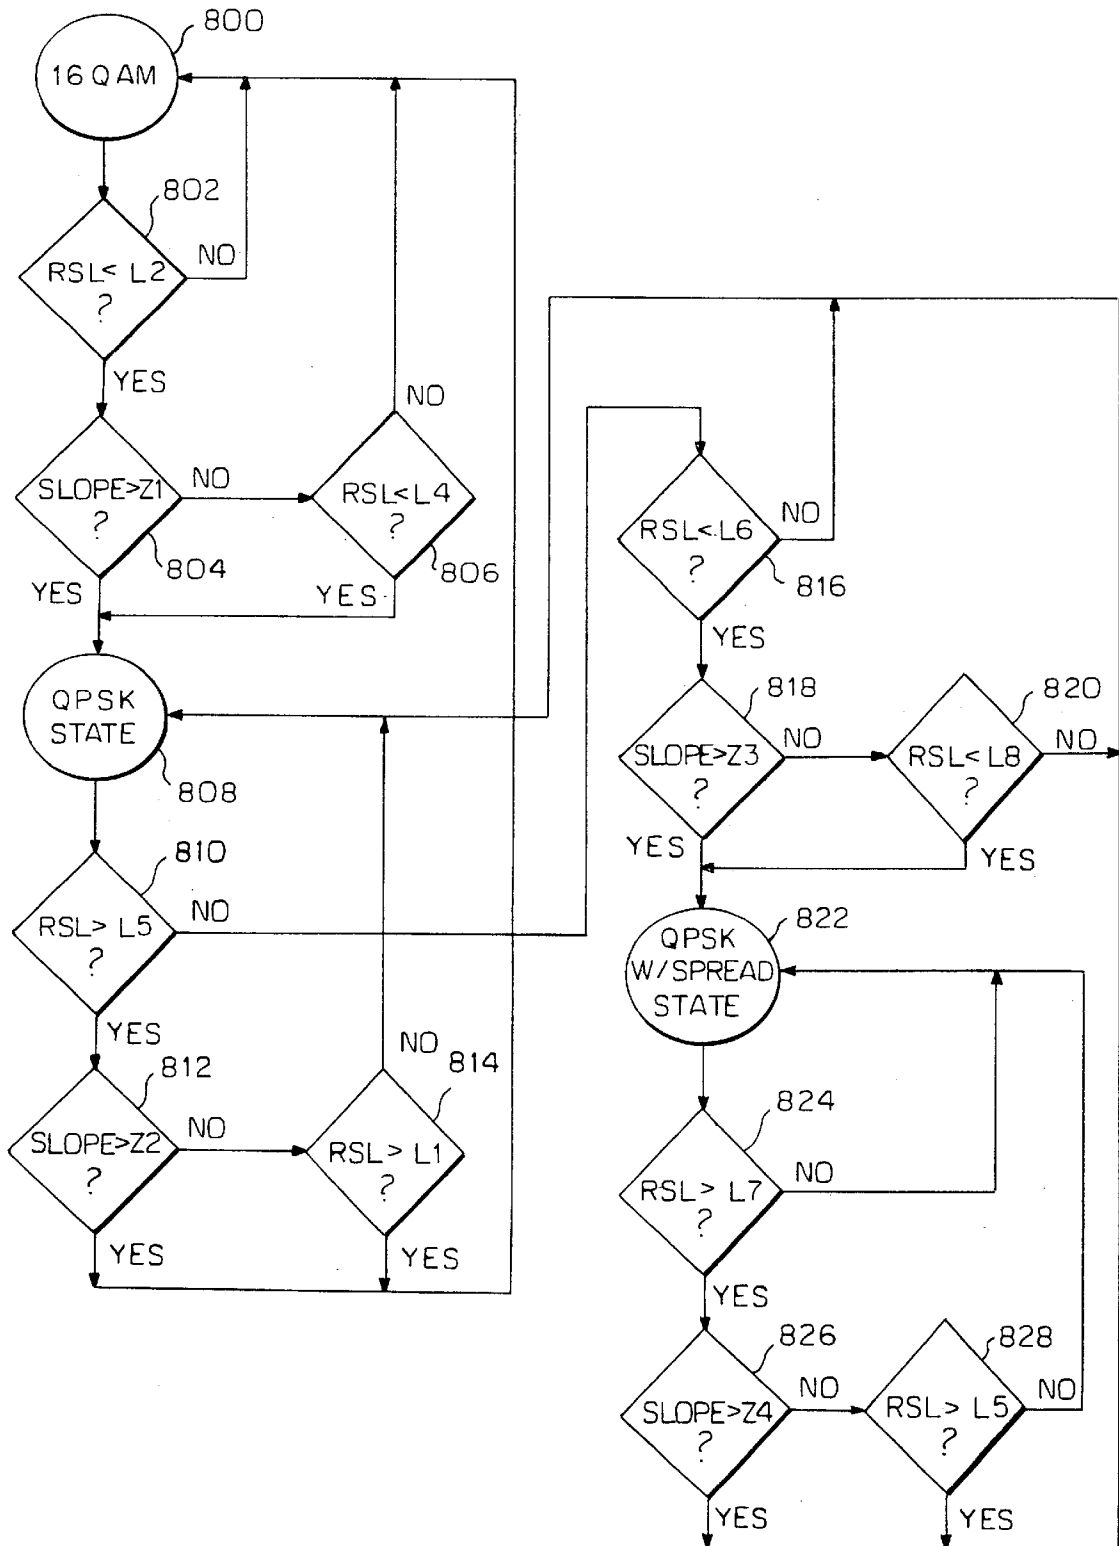 800
16 QAM
802
RSL< L2
?
NO
YES
SLOPE>Z1
?
NO
804
YES
RSL<L4
?
NO
806
YES
QPSK
STATE
808
810
RSL> L5
?
NO
YES
812
SLOPE>Z2
?
NO
YES
814
RSL> L1
?
NO
YES
RSL<L6
?
NO
816
YES
818
SLOPE>Z3
?
NO
YES
820
RSL<L8
?
NO
YES
822
QPSK
W/SPREAD
STATE
824
RSL> L7
?
NO
YES
826
SLOPE>Z4
?
NO
YES
828
RSL> L5
?
NO
YES